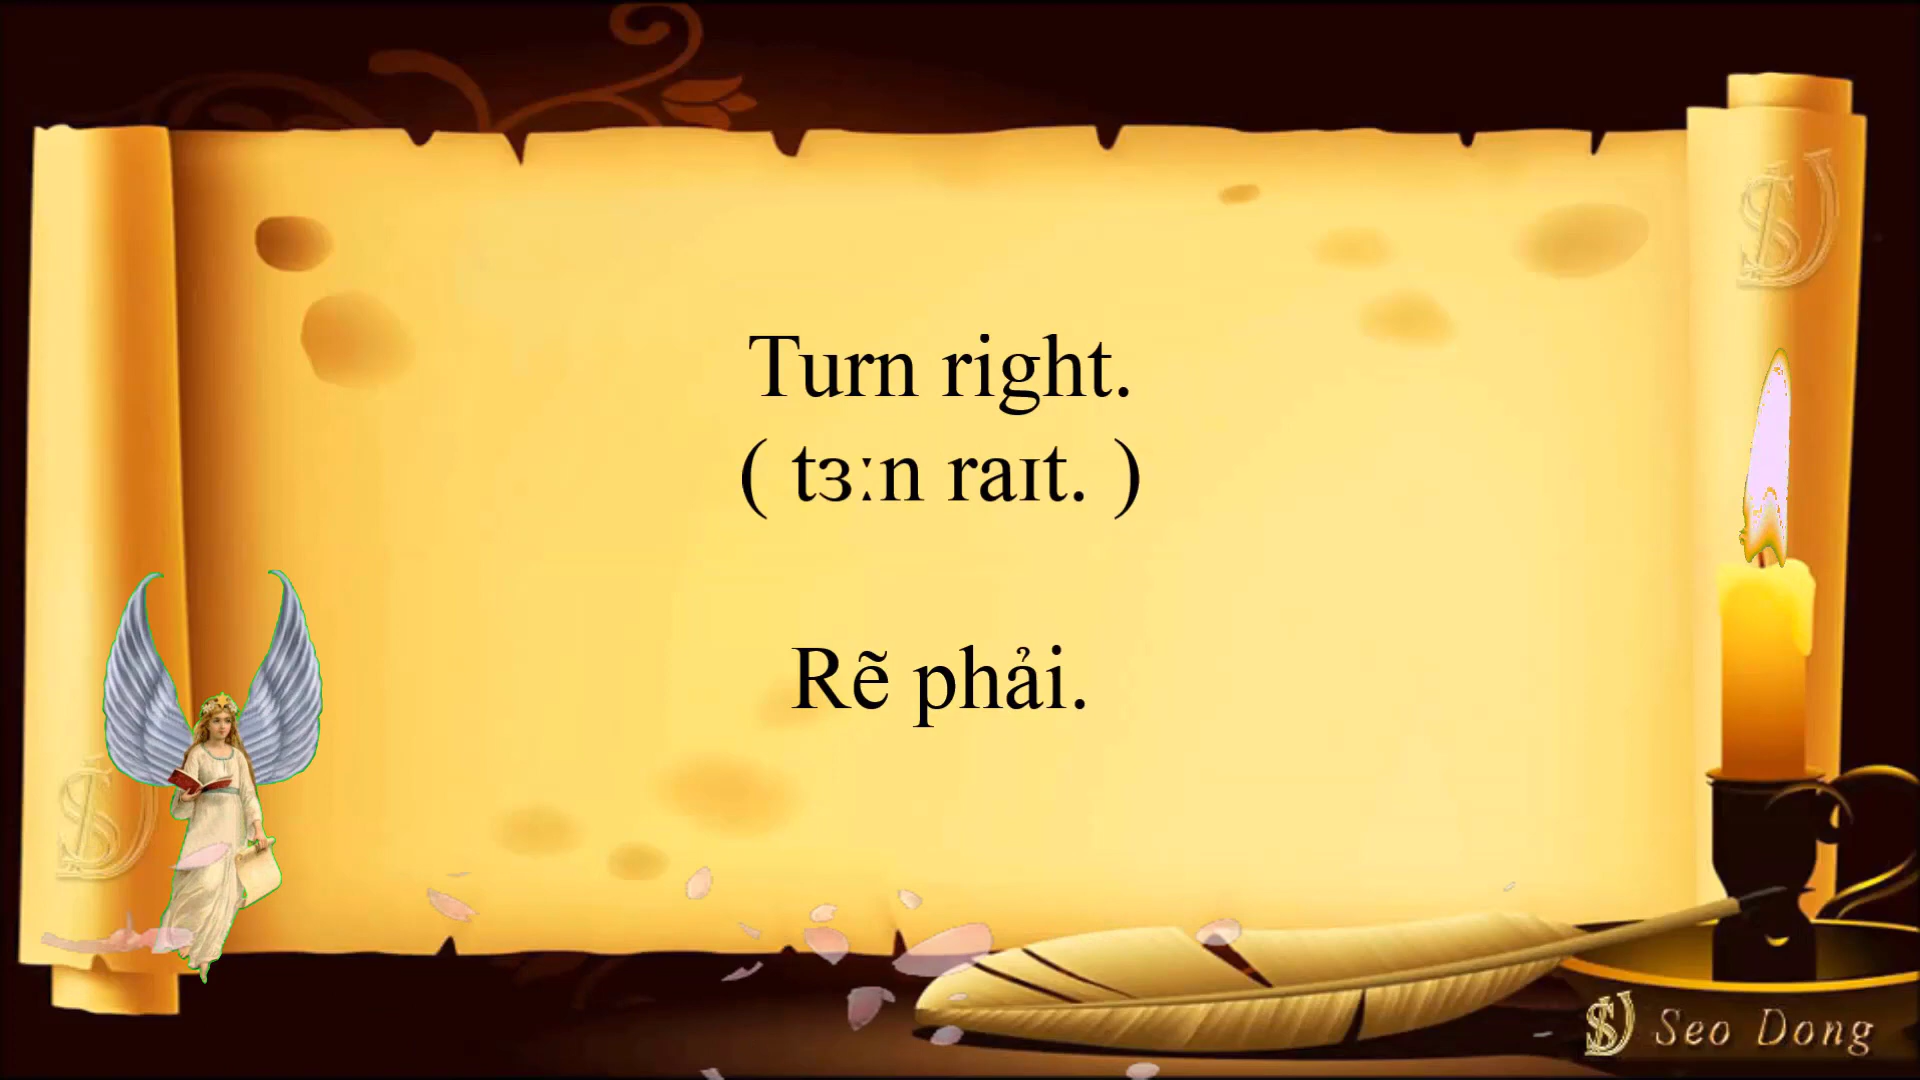 Turn right.
( tɜːn raɪt. )
Rẽ phải.
Seo Dong